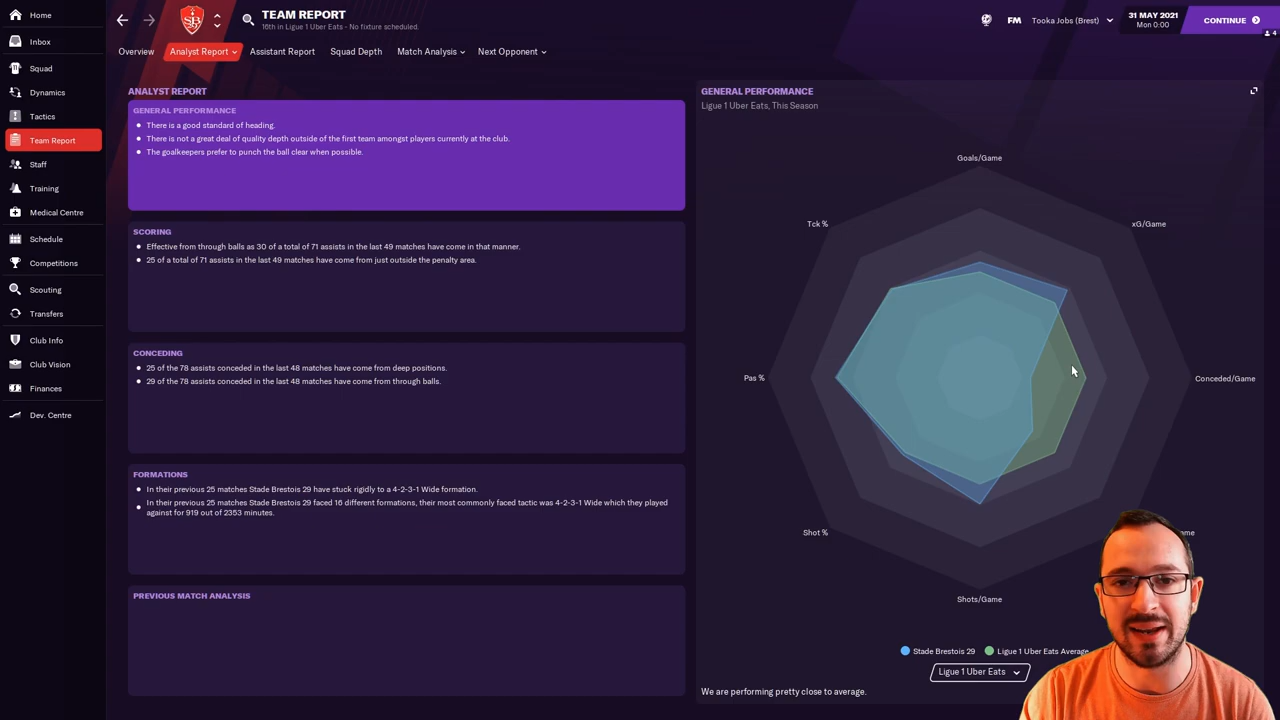 Home
Inbox
Squad
Dynamics
Tactics
Team Report
Staff
Training
Medical Centre
Schedule
Competitions
Scouting
Transfers
Club Info
Club Vision
Finances
Dev. Centre
TEAM REPORT
16th in Ligue 1 Uber Eats - No fixture scheduled.
FM
Tooka Jobs (Brest)
31 MAY 2021
Mon 0:00
CONTINUE
4
Overview
Analyst Report
Assistant Report
Squad Depth
Match Analysis
Next Opponent
ANALYST REPORT
GENERAL PERFORMANCE
There is a good standard of heading.
There is not a great deal of quality depth outside of the first team amongst players currently at the club.
The goalkeepers prefer to punch the ball clear when possible.
SCORING
Effective from through balls as 30 of a total of 71 assists in the last 49 matches have come in that manner.
25 of a total of 71 assists in the last 49 matches have come from just outside the penalty area.
CONCEDING
25 of the 78 assists conceded in the last 48 matches have come from deep positions.
29 of the 78 assists conceded in the last 48 matches have come from through balls.
FORMATIONS
In their previous 25 matches Stade Brestois 29 have stuck rigidly to a 4-2-3-1 Wide formation.
In their previous 25 matches Stade Brestois 29 faced 16 different formations, their most commonly faced tactic was 4-2-3-1 Wide which they played
against for 919 out of 2353 minutes.
PREVIOUS MATCH ANALYSIS
GENERAL PERFORMANCE
Ligue 1 Uber Eats, This Season
Goals/Game
Tck %
xG/Game
Pas %
Conceded/Game
Shot %
Shots/Game
Stade Brestois 29
Ligue 1 Uber Eats Average
Ligue 1 Uber Eats
We are performing pretty close to average.